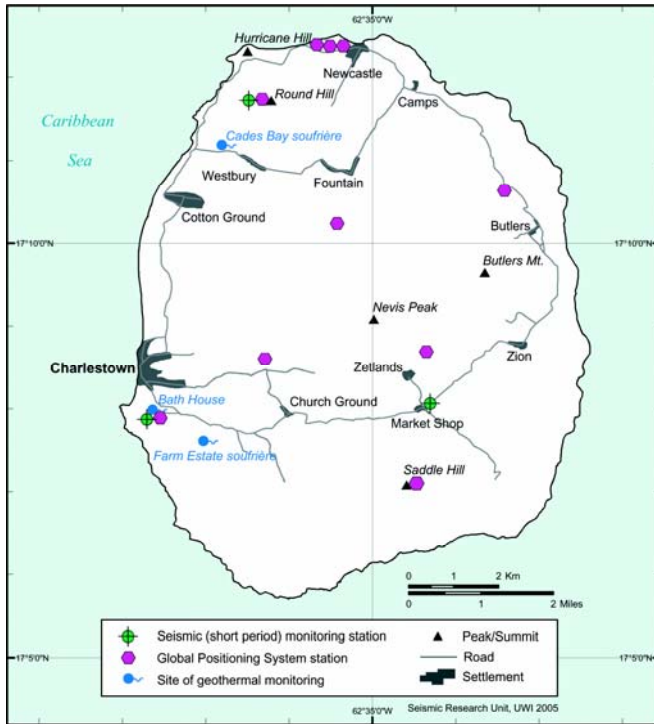 62°35'0"W
Hurricane Hill
Newcastle
Round Hill
Camps
Caribbean
Sea
Cades Bay soufrière
Westbury
Fountain
Cotton Ground
Butlers
17°10'0"N
17°10'0"N
Butlers Mt.
Nevis Peak
Zion
Charlestown
Zetlands
Bath House
Church Ground
Market Shop
Farm Estate soufrière
Saddle Hill
0 1 2 Km
0 1 2 Miles
Seismic (short period) monitoring station
Global Positioning System station
Site of geothermal monitoring
Peak/Summit
Road
Settlement
17°5'0"N
17°5'0"N
62°35'0"W
Seismic Research Unit, UWI 2005